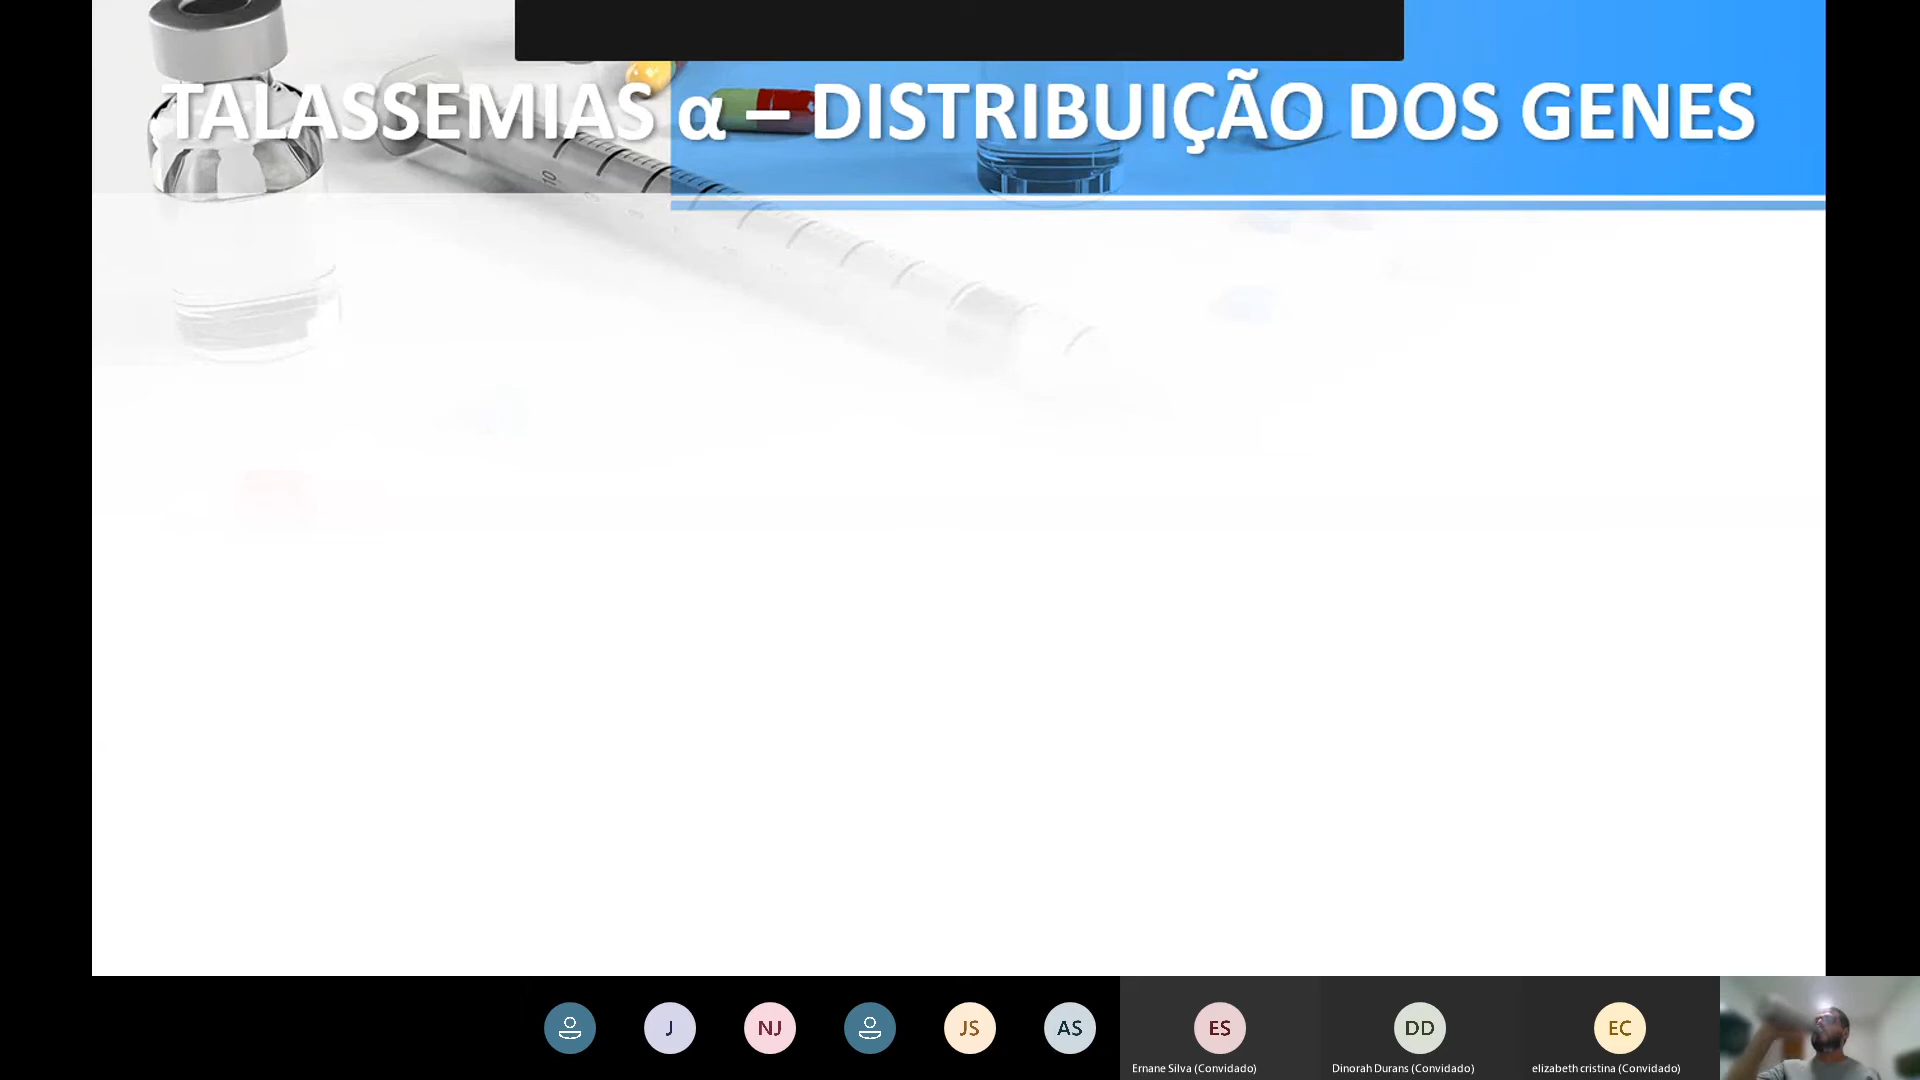 TALASSEMIAS α – DISTRIBUIÇÃO DOS GENES
10
J
NJ
JS
AS
ES
DD
EC
Ernane Silva (Convidado)
Dinorah Durans (Convidado)
elizabeth cristina (Convidado)